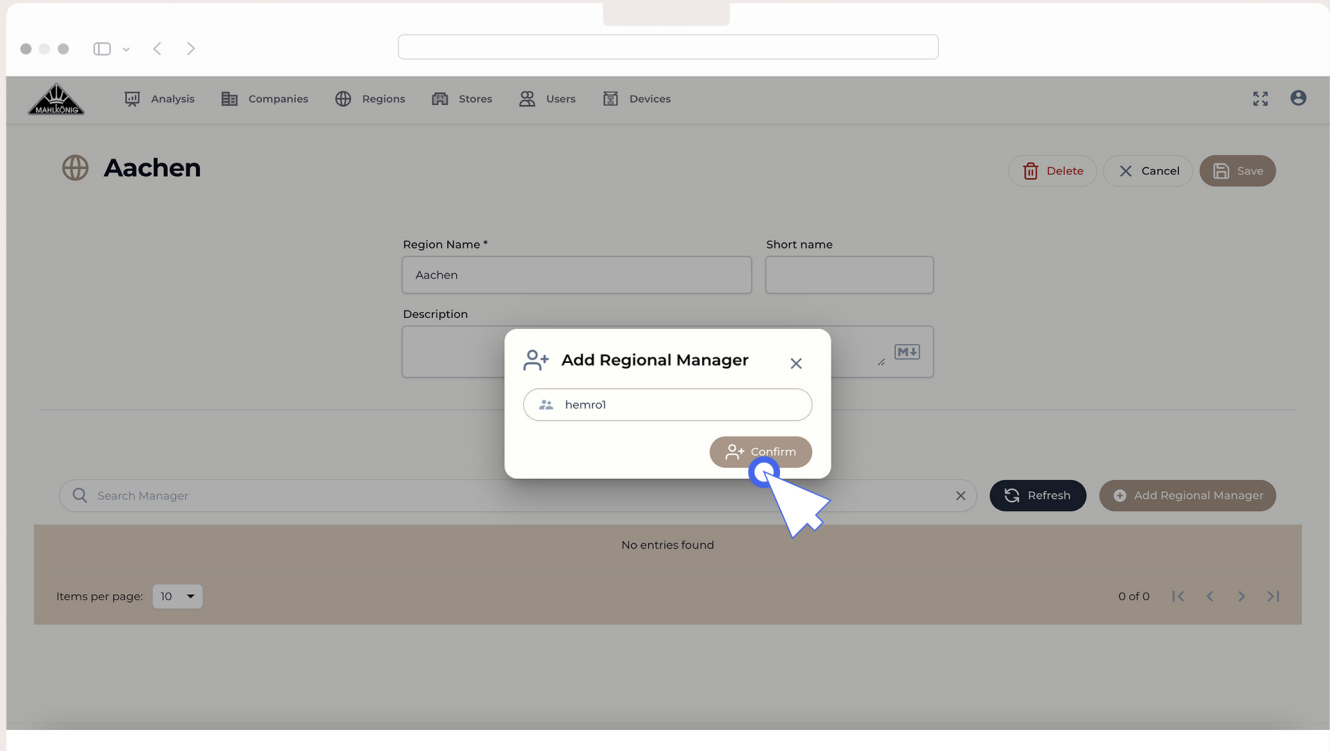 MAHLKÖNIG
Analysis Companies Regions Stores Users Devices
Aachen
Delete Cancel Save
Region Name * Short name
Aachen
Description
M
Add Regional Manager
hemro1
Confirm
Search Manager Refresh Add Regional Manager
No entries found
Items per page: 10 0 of 0